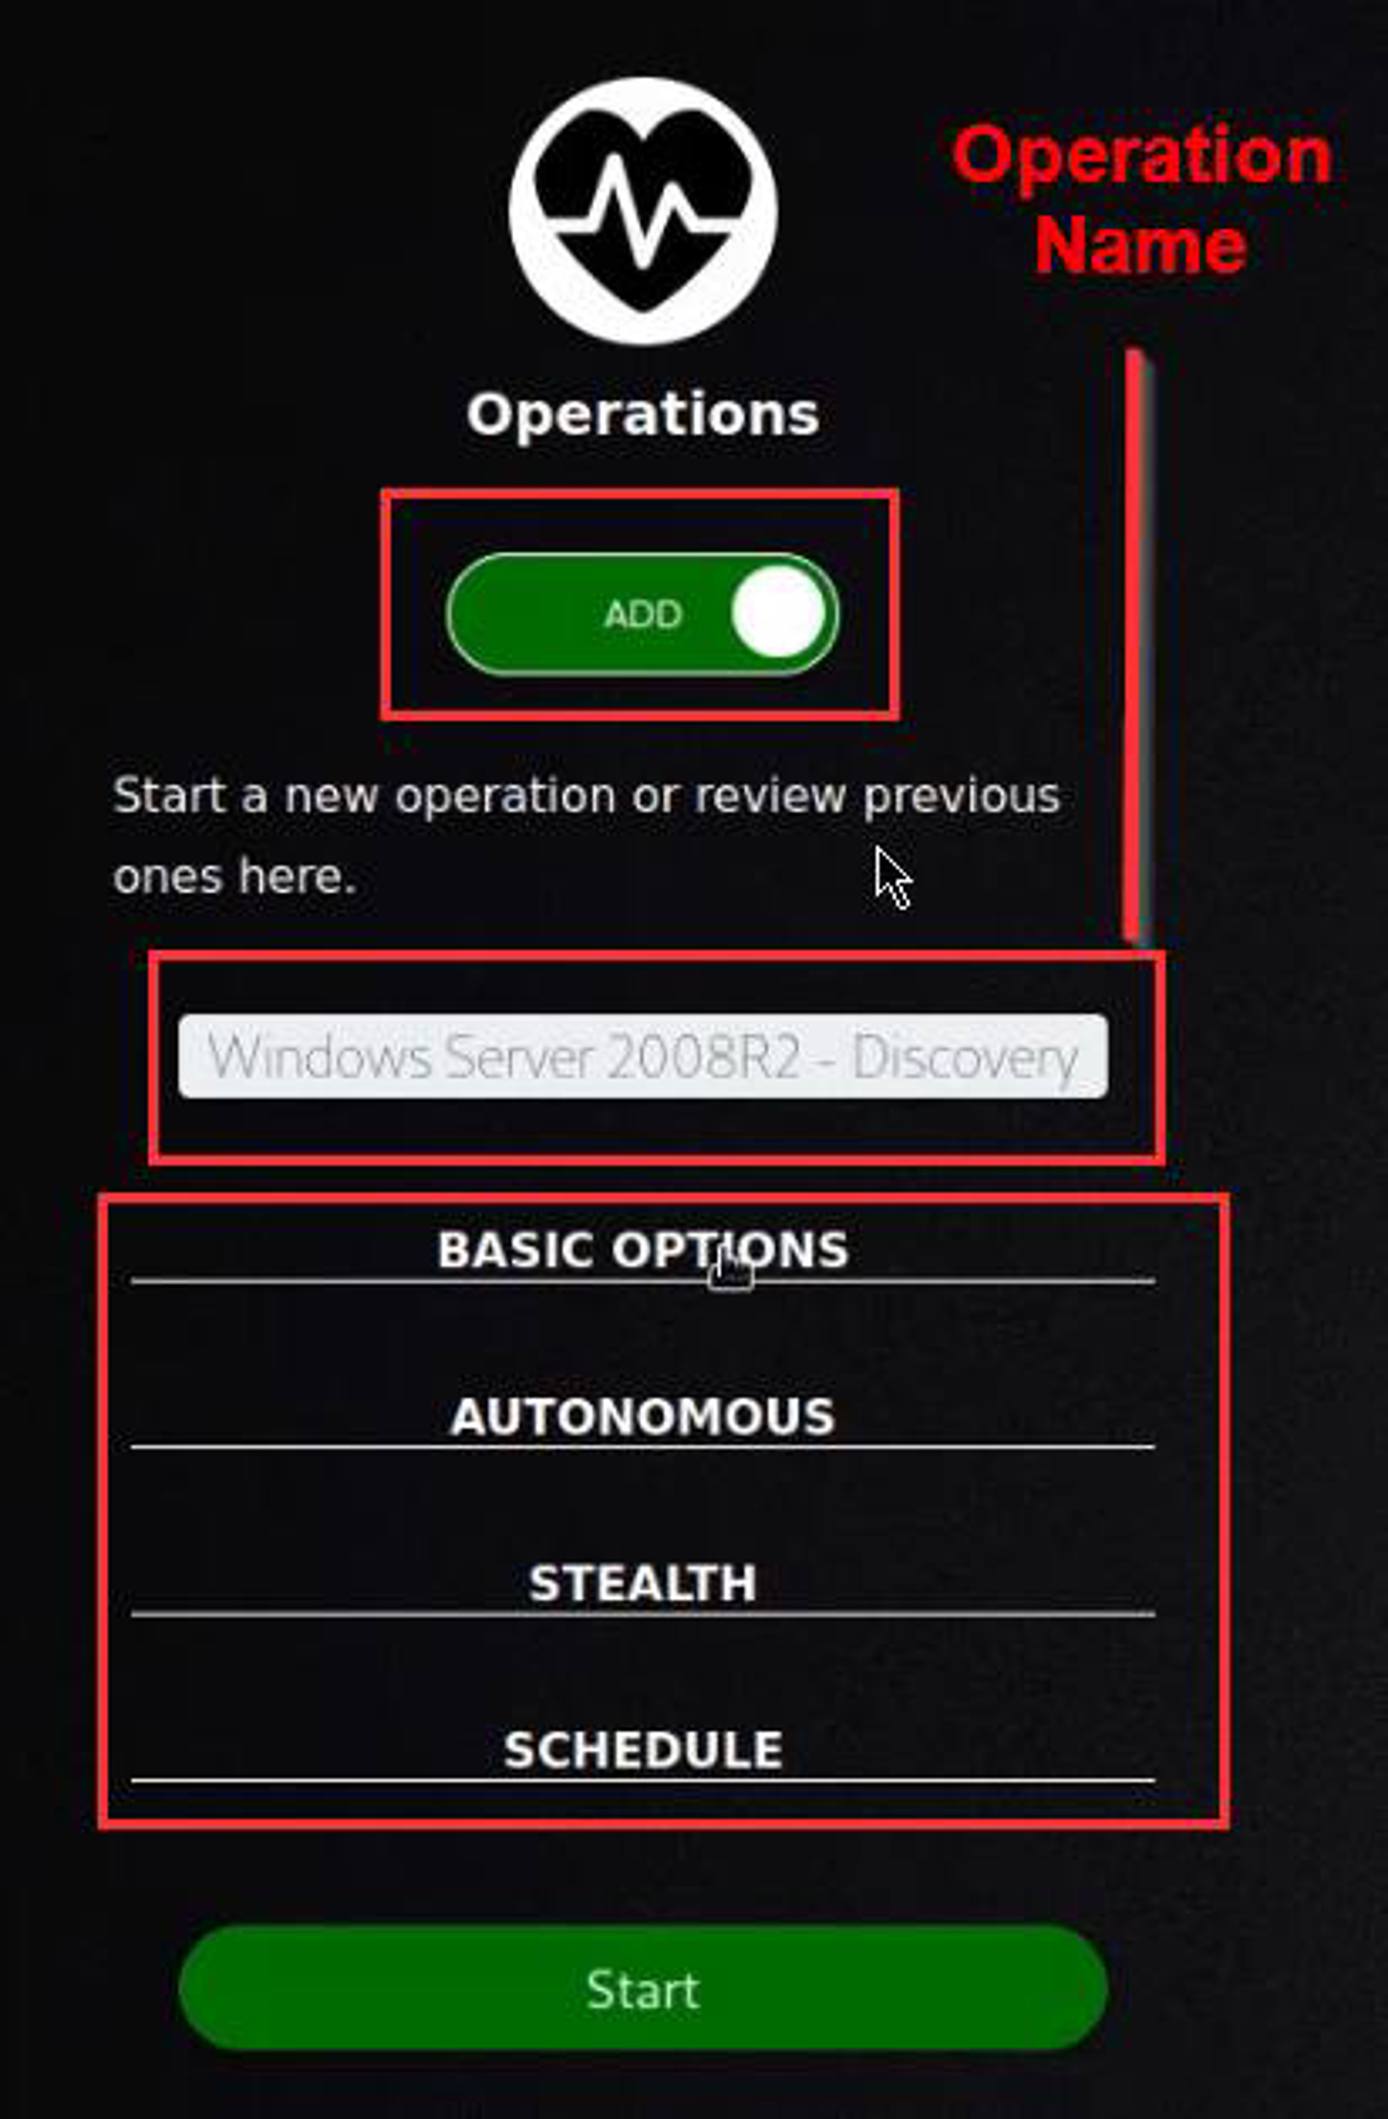 Operation
Name
Operations
ADD
Start a new operation or review previous
ones here.
Windows Server 2008R2 - Discovery
BASIC OPTIONS
AUTONOMOUS
STEALTH
SCHEDULE
Start